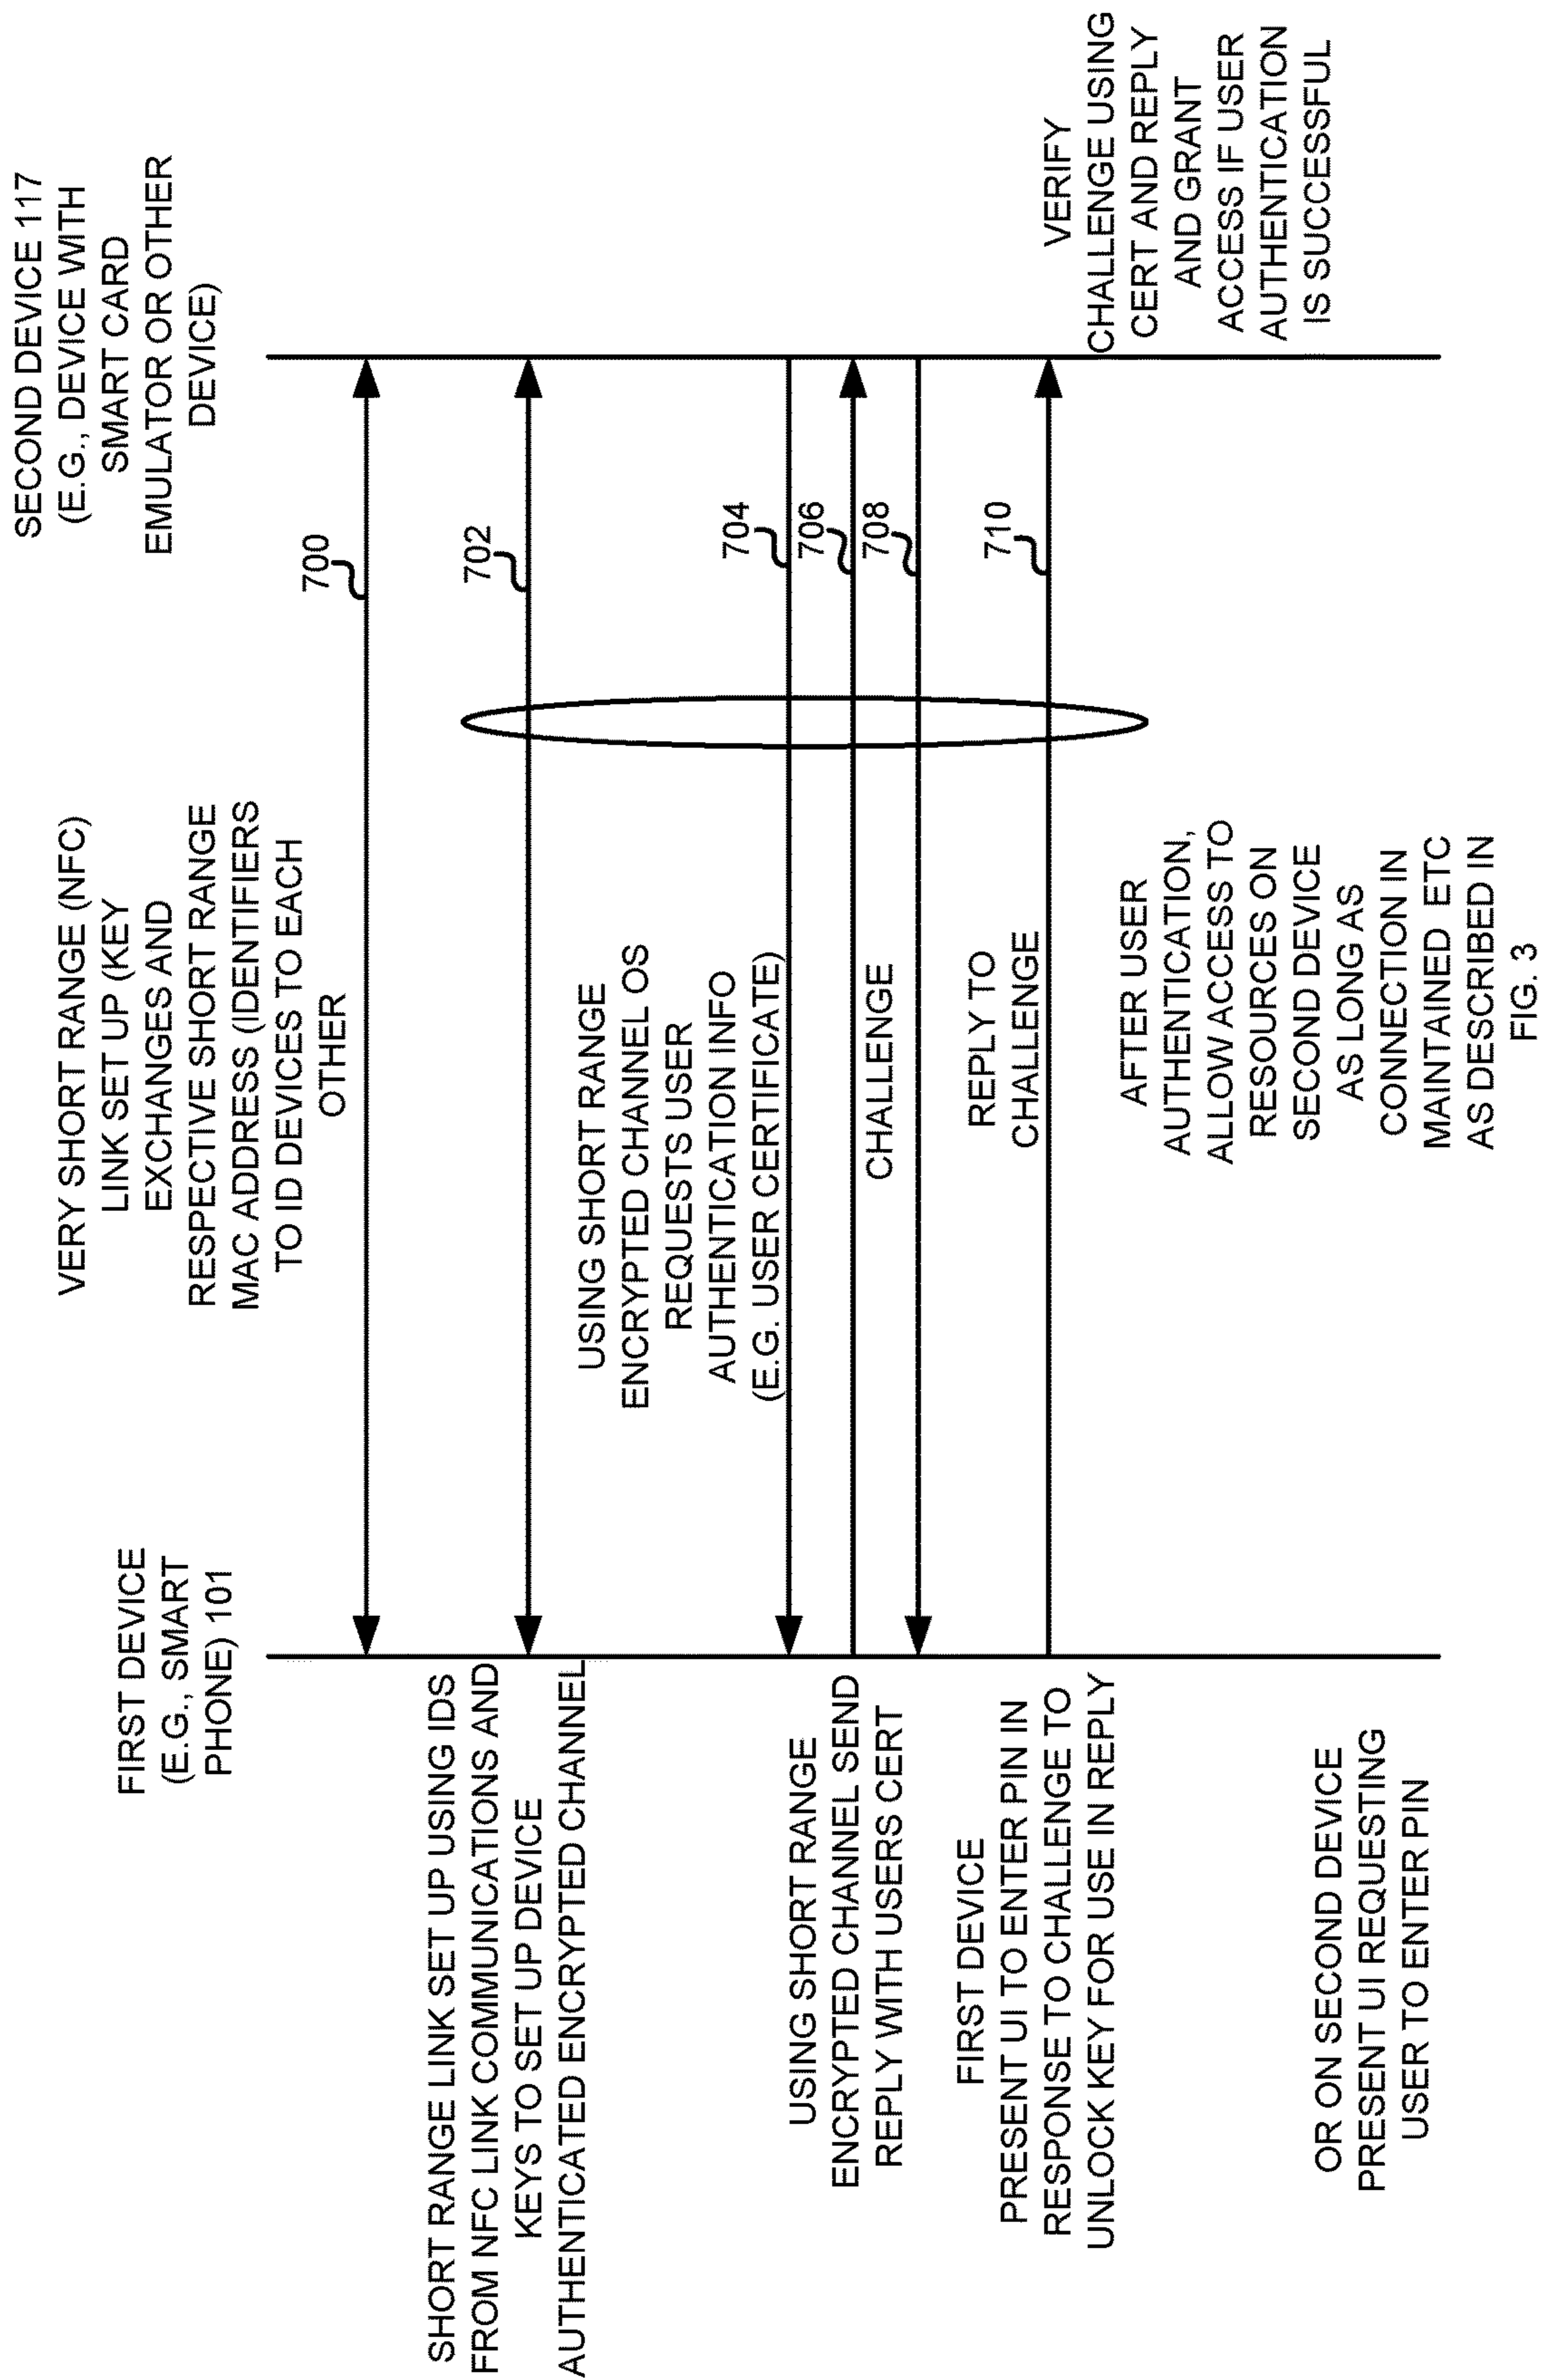 FIRST DEVICE
(E.G., SMART
PHONE) 101
VERY SHORT RANGE (NFC)
LINK SET UP (KEY
EXCHANGES AND
RESPECTIVE SHORT RANGE
MAC ADDRESS (IDENTIFIERS
TO ID DEVICES TO EACH
OTHER
SECOND DEVICE 117
(E.G., DEVICE WITH
SMART CARD
EMULATOR OR OTHER
DEVICE)
700
SHORT RANGE LINK SET UP USING IDS
FROM NFC LINK COMMUNICATIONS AND
KEYS TO SET UP DEVICE
AUTHENTICATED ENCRYPTED CHANNEL
702
USING SHORT RANGE
ENCRYPTED CHANNEL OS
REQUESTS USER
AUTHENTICATION INFO
(E.G. USER CERTIFICATE)
704
USING SHORT RANGE
ENCRYPTED CHANNEL SEND
REPLY WITH USERS CERT
706
CHALLENGE
708
FIRST DEVICE
PRESENT UI TO ENTER PIN IN
RESPONSE TO CHALLENGE TO
UNLOCK KEY FOR USE IN REPLY
REPLY TO
CHALLENGE
710
VERIFY
CHALLENGE USING
CERT AND REPLY
AND GRANT
ACCESS IF USER
AUTHENTICATION
IS SUCCESSFUL
OR ON SECOND DEVICE
PRESENT UI REQUESTING
USER TO ENTER PIN
AFTER USER
AUTHENTICATION,
ALLOW ACCESS TO
RESOURCES ON
SECOND DEVICE
AS LONG AS
CONNECTION IN
MAINTAINED ETC
AS DESCRIBED IN
FIG. 3